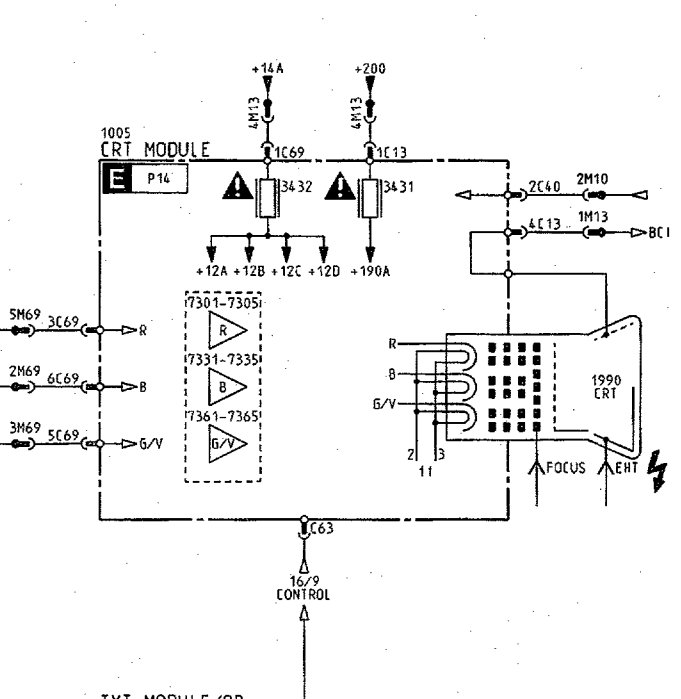 +14A
+200
4M13
4M13
1005
1C69
1C13
CRT MODULE
E P14
3432
3431
2C40
2M10
4C13
1M13
BCI
+12A +12B +12C +12D +190A
7301-7305
R
5M69
3C69
R
7331-7335
B
2M69
6C69
B
7361-7365
G/V
3M69
5C69
G/V
R
B
G/V
1990
CRT
2
3
11
FOCUS
EHT
C63
16/9
CONTROL